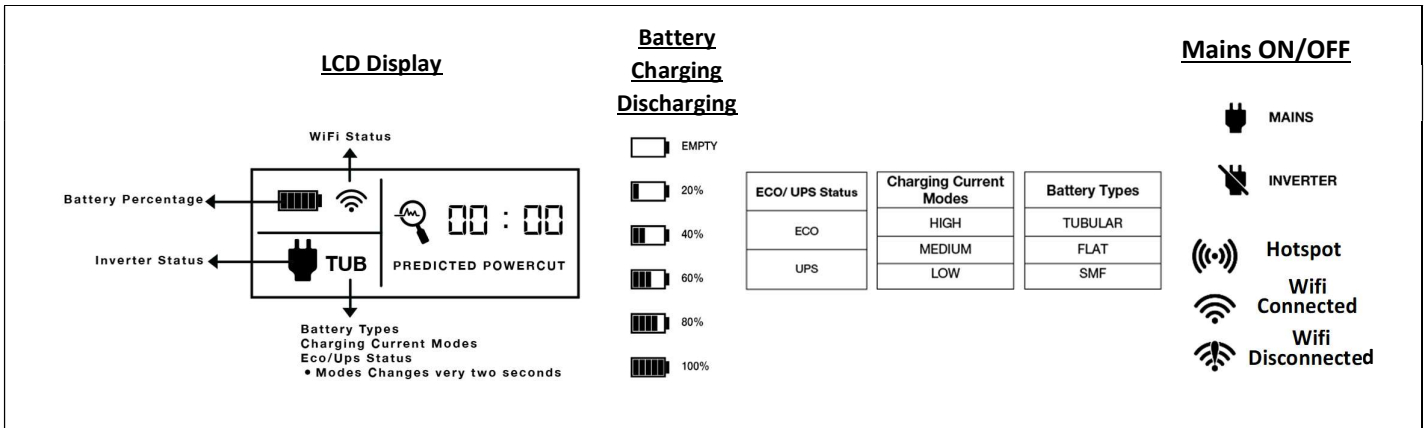 LCD Display
WiFi Status
Battery Percentage
Inverter Status
00 : 00
TUB
PREDICTED POWERCUT
Battery Types
Charging Current Modes
Eco/Ups Status
• Modes Changes very two seconds
Battery
Charging
Discharging
EMPTY
20%
40%
60%
80%
100%
ECO/ UPS Status
ECO
UPS
Charging Current
Modes
HIGH
MEDIUM
LOW
Battery Types
TUBULAR
FLAT
SMF
Mains ON/OFF
MAINS
INVERTER
Hotspot
Wifi
Connected
Wifi
Disconnected